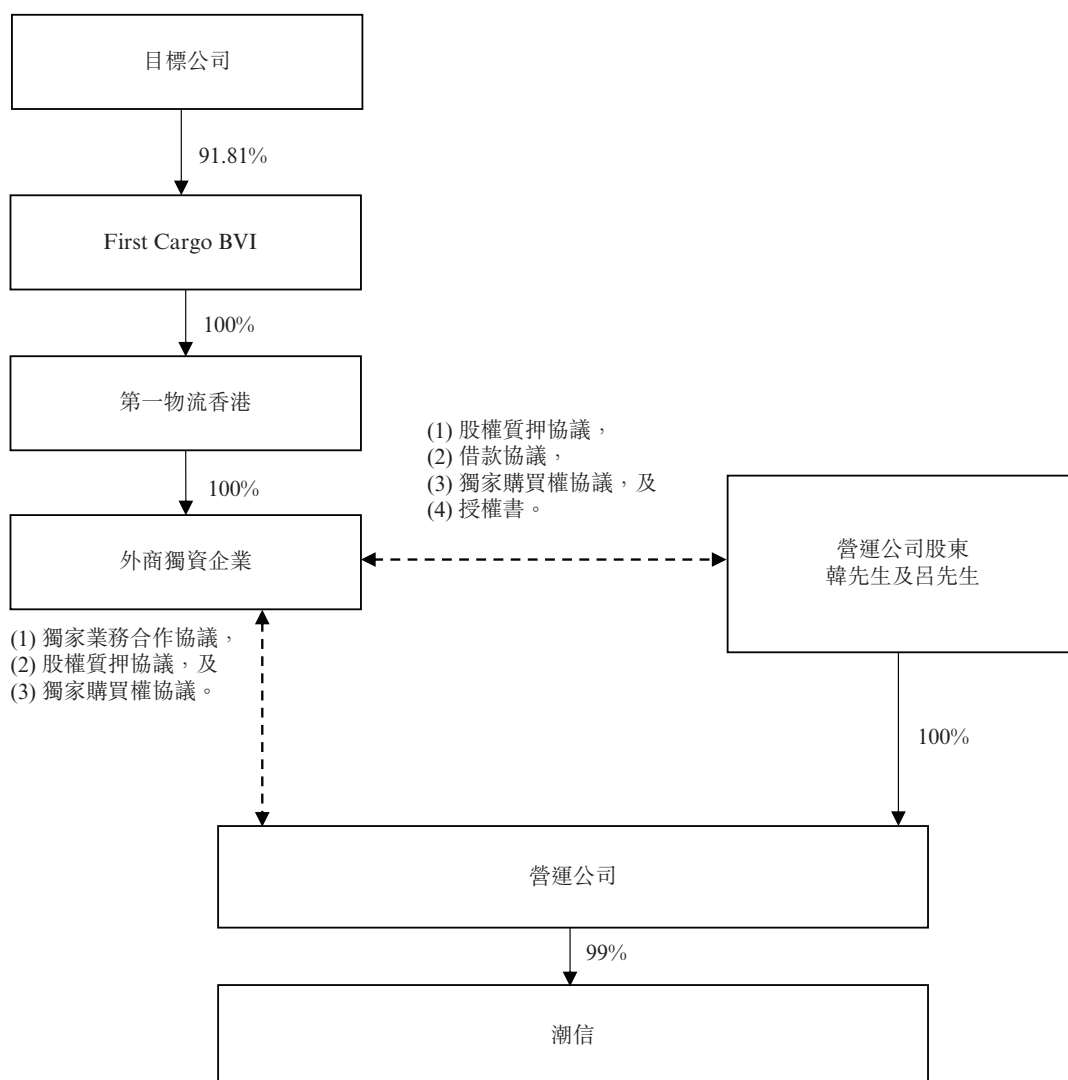 目標公司
91.81%
First Cargo BVI
100%
第一物流香港
100%
(1) 股權質押協議，
(2) 借款協議，
(3) 獨家購買權協議，及
(4) 授權書。
外商獨資企業
營運公司股東
韓先生及呂先生
(1) 獨家業務合作協議，
(2) 股權質押協議，及
(3) 獨家購買權協議。
100%
營運公司
99%
潮信